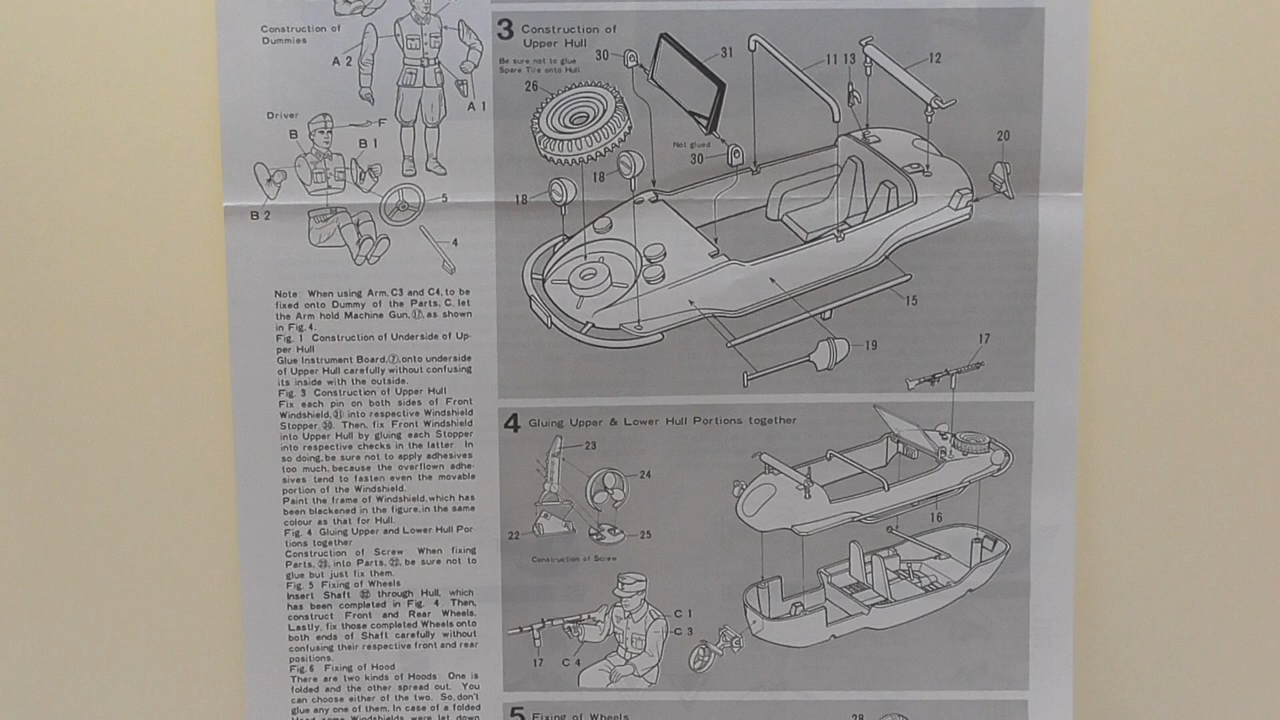 Construction of
Dummies
A 2
A 1
Driver
F
B
B 1
B 2
5
4
Note: When using Arm, C3 and C4, to be
fixed onto Dummy of the Parts, C, let
the Arm hold Machine Gun, ⑰, as shown
in Fig. 4.
Fig. 1 Construction of Underside of Up-
per Hull
Glue Instrument Board, ⑦, onto underside
of Upper Hull carefully without confusing
its inside with the outside.
Fig. 3 Construction of Upper Hull
Fix each pin on both sides of Front
Windshield, ㉛ into respective Windshield
Stopper ㉚. Then, fix Front Windshield
into Upper Hull by gluing each Stopper
into respective checks in the latter. In
so doing, be sure not to apply adhesives
too much, because the overflown adhe-
sives tend to fasten even the movable
portion of the Windshield.
Paint the frame of Windshield, which has
been blackened in the figure, in the same
colour as that for Hull.
Fig. 4 Gluing Upper and Lower Hull Por-
tions together
Construction of Screw When fixing
Parts, into Parts, be sure not to
glue but just fix them.
Fig. 5 Fixing of Wheels
Insert Shaft ㉜ through Hull, which
has been completed in Fig. 4. Then,
construct Front and Rear Wheels.
Lastly, fix those completed Wheels onto
both ends of Shaft carefully without
confusing their respective front and rear
positions.
Fig. 6 Fixing of Hood
There are two kinds of Hoods. One is
folded and the other spread out. You
can choose either of the two. So, don't
glue any one of them. In case of a folded
Hood some Windshields were let down
3 Construction of
Upper Hull
Be sure not to glue
Spare Tire onto Hull.
26
30
31
11
13
12
20
Not glued
30
18
18
15
19
17
4 Gluing Upper & Lower Hull Portions together
23
24
22
25
Construction of Screw
16
C 1
C 3
17
C 4
5 Fixing of Wheels
28